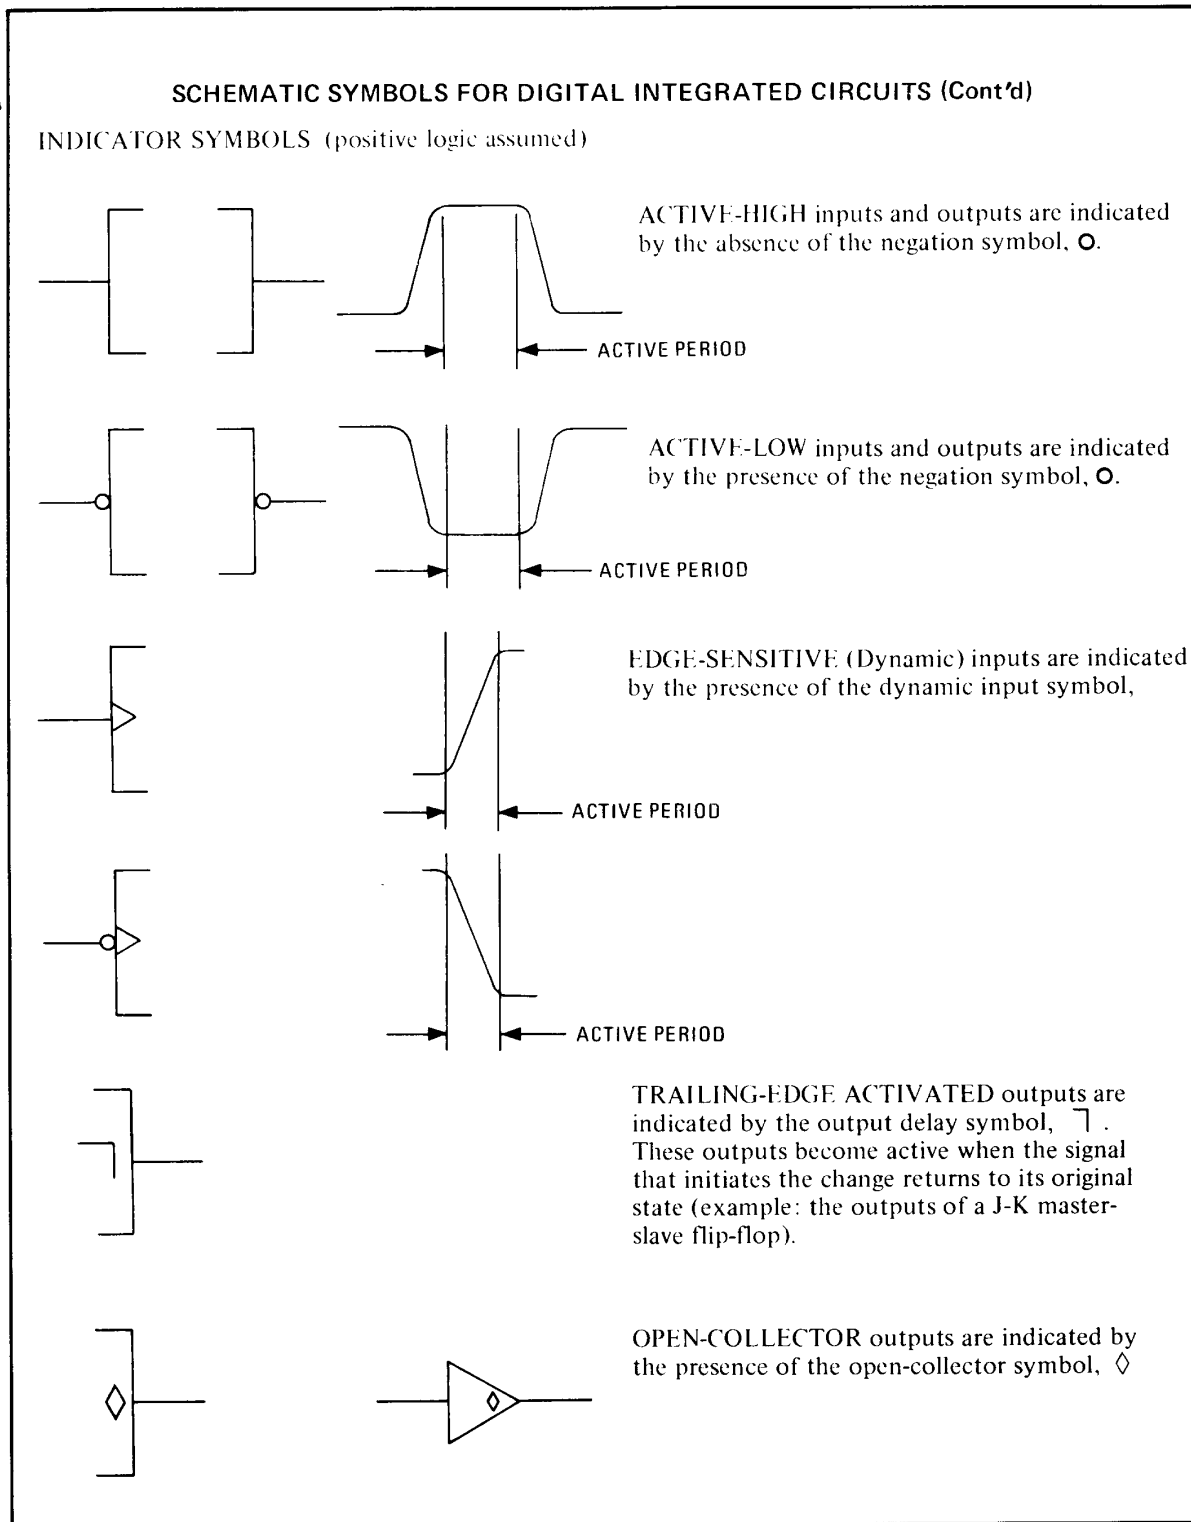 SCHEMATIC SYMBOLS FOR DIGITAL INTEGRATED CIRCUITS (Cont'd)
INDICATOR SYMBOLS (positive logic assumed)
ACTIVE-HIGH inputs and outputs are indicated
by the absence of the negation symbol, O.
ACTIVE PERIOD
ACTIVE-LOW inputs and outputs are indicated
by the presence of the negation symbol, O.
ACTIVE PERIOD
EDGE-SENSITIVE (Dynamic) inputs are indicated
by the presence of the dynamic input symbol,
ACTIVE PERIOD
ACTIVE PERIOD
TRAILING-EDGE ACTIVATED outputs are
indicated by the output delay symbol, ⅂ .
These outputs become active when the signal
that initiates the change returns to its original
state (example: the outputs of a J-K master-
slave flip-flop).
OPEN-COLLECTOR outputs are indicated by
the presence of the open-collector symbol, ◊